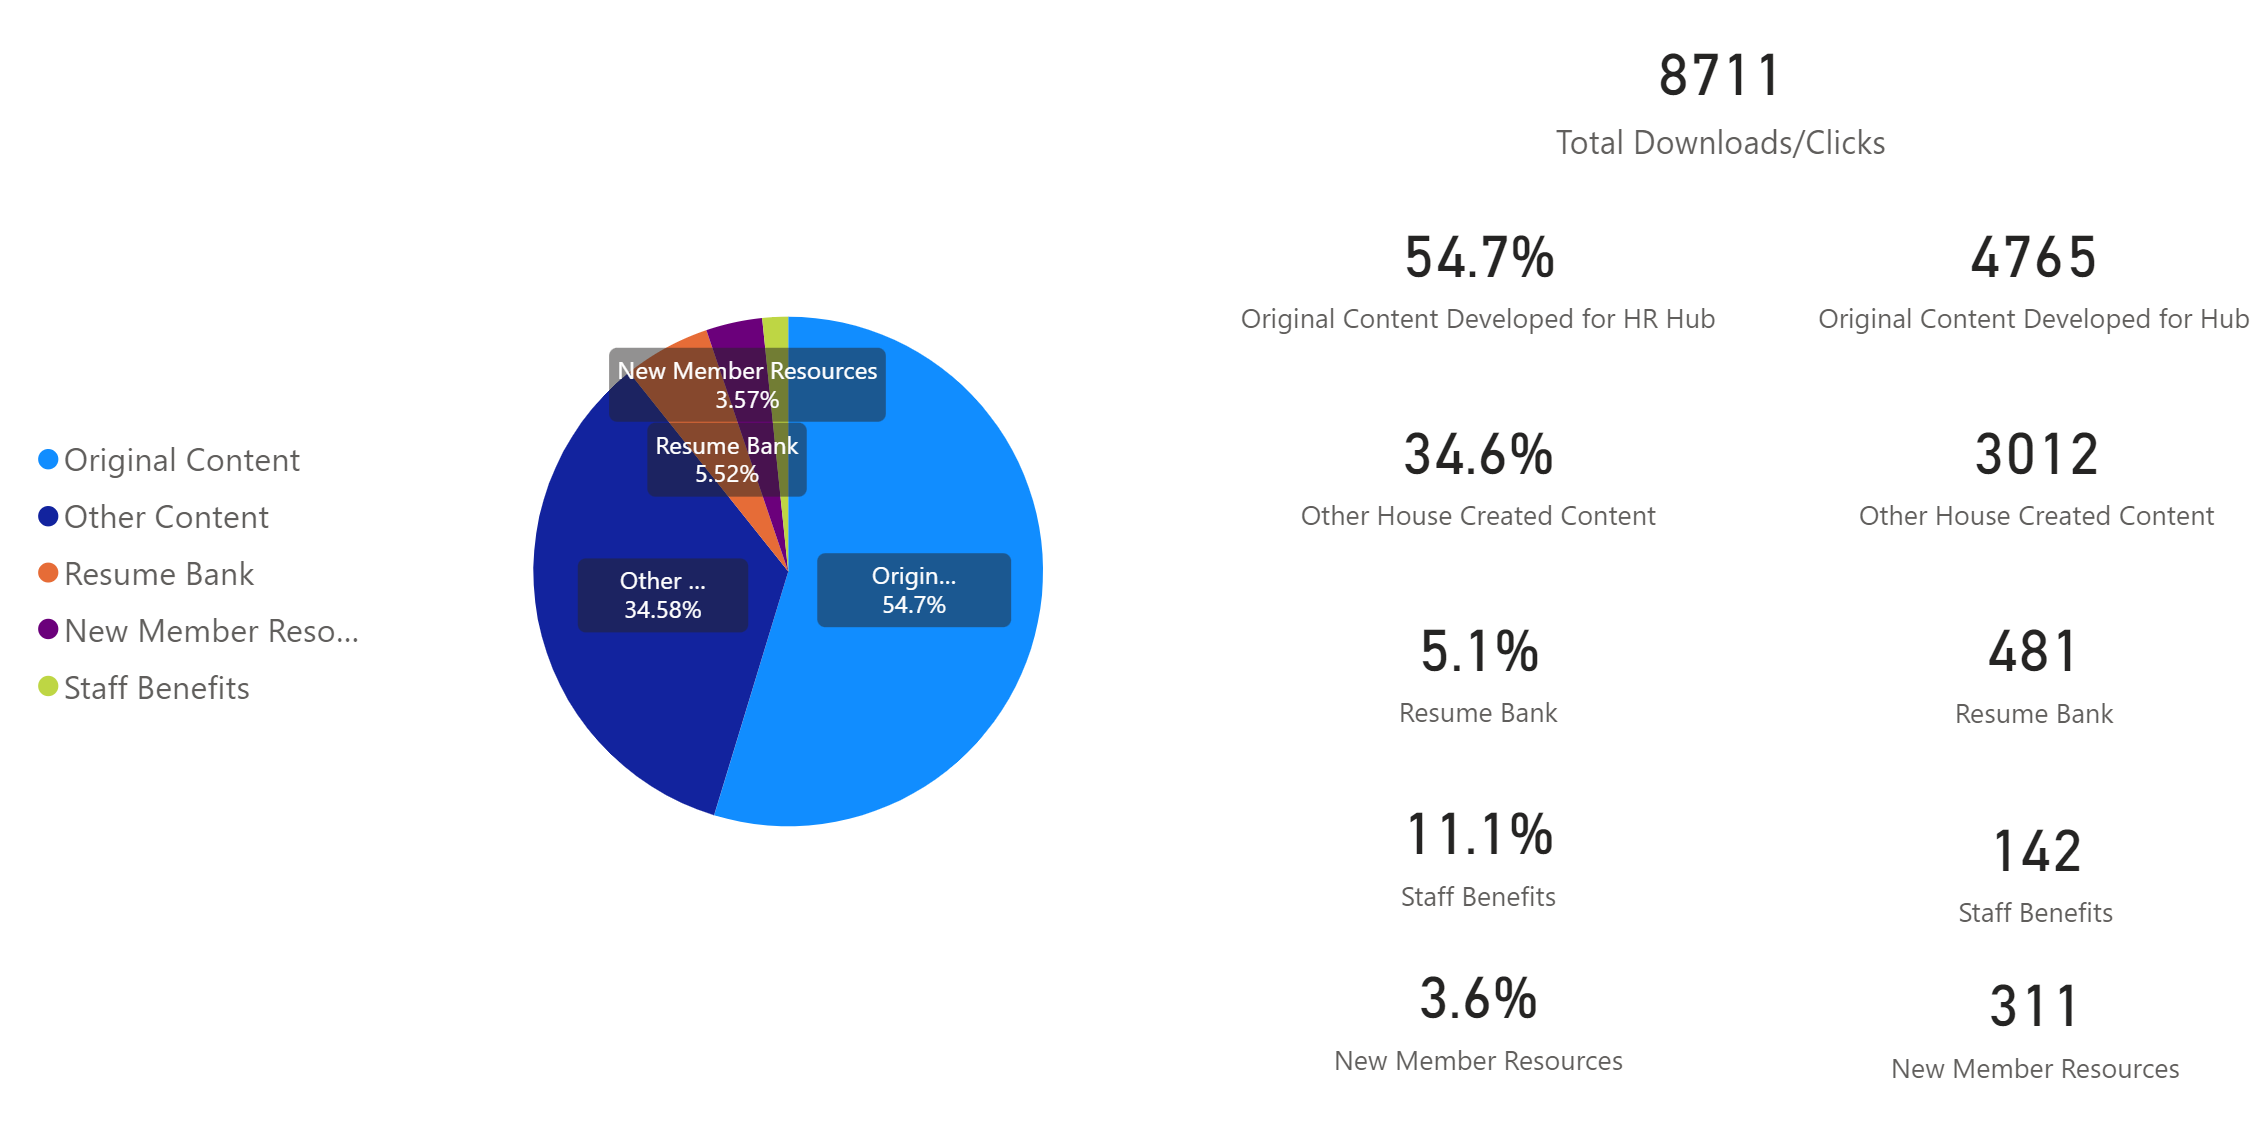 Original Content
Other Content
Resume Bank
New Member Reso...
Staff Benefits
New Member Resources
3.57%
Resume Bank
5.52%
Other ...
34.58%
Origin...
54.7%
8711
Total Downloads/Clicks
54.7%
Original Content Developed for HR Hub
4765
Original Content Developed for Hub
34.6%
Other House Created Content
3012
Other House Created Content
5.1%
Resume Bank
481
Resume Bank
11.1%
Staff Benefits
142
Staff Benefits
3.6%
New Member Resources
311
New Member Resources